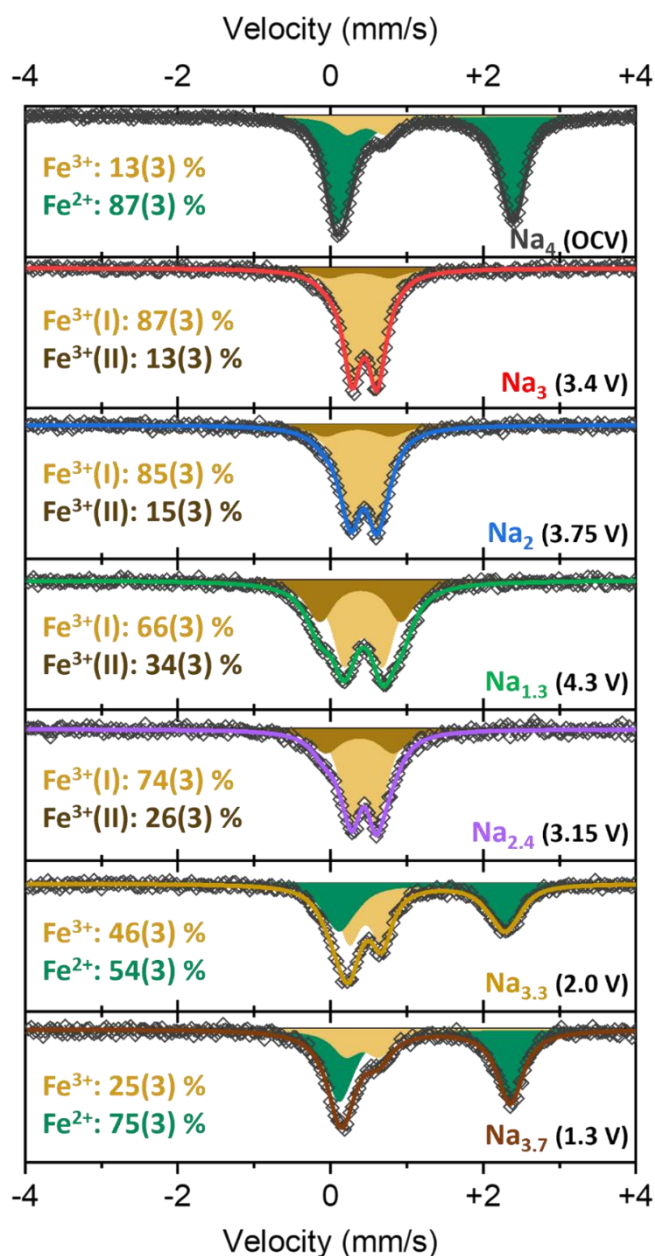 Velocity (mm/s)
-4 -2 0 +2 +4
Fe³⁺: 13(3) %
Fe²⁺: 87(3) %
Na₄ (OCV)
Fe³⁺(I): 87(3) %
Fe³⁺(II): 13(3) %
Na₃ (3.4 V)
Fe³⁺(I): 85(3) %
Fe³⁺(II): 15(3) %
Na₂ (3.75 V)
Fe³⁺(I): 66(3) %
Fe³⁺(II): 34(3) %
Na₁.₃ (4.3 V)
Fe³⁺(I): 74(3) %
Fe³⁺(II): 26(3) %
Na₂.₄ (3.15 V)
Fe³⁺: 46(3) %
Fe²⁺: 54(3) %
Na₃.₃ (2.0 V)
Fe³⁺: 25(3) %
Fe²⁺: 75(3) %
Na₃.₇ (1.3 V)
-4 -2 0 +2 +4
Velocity (mm/s)